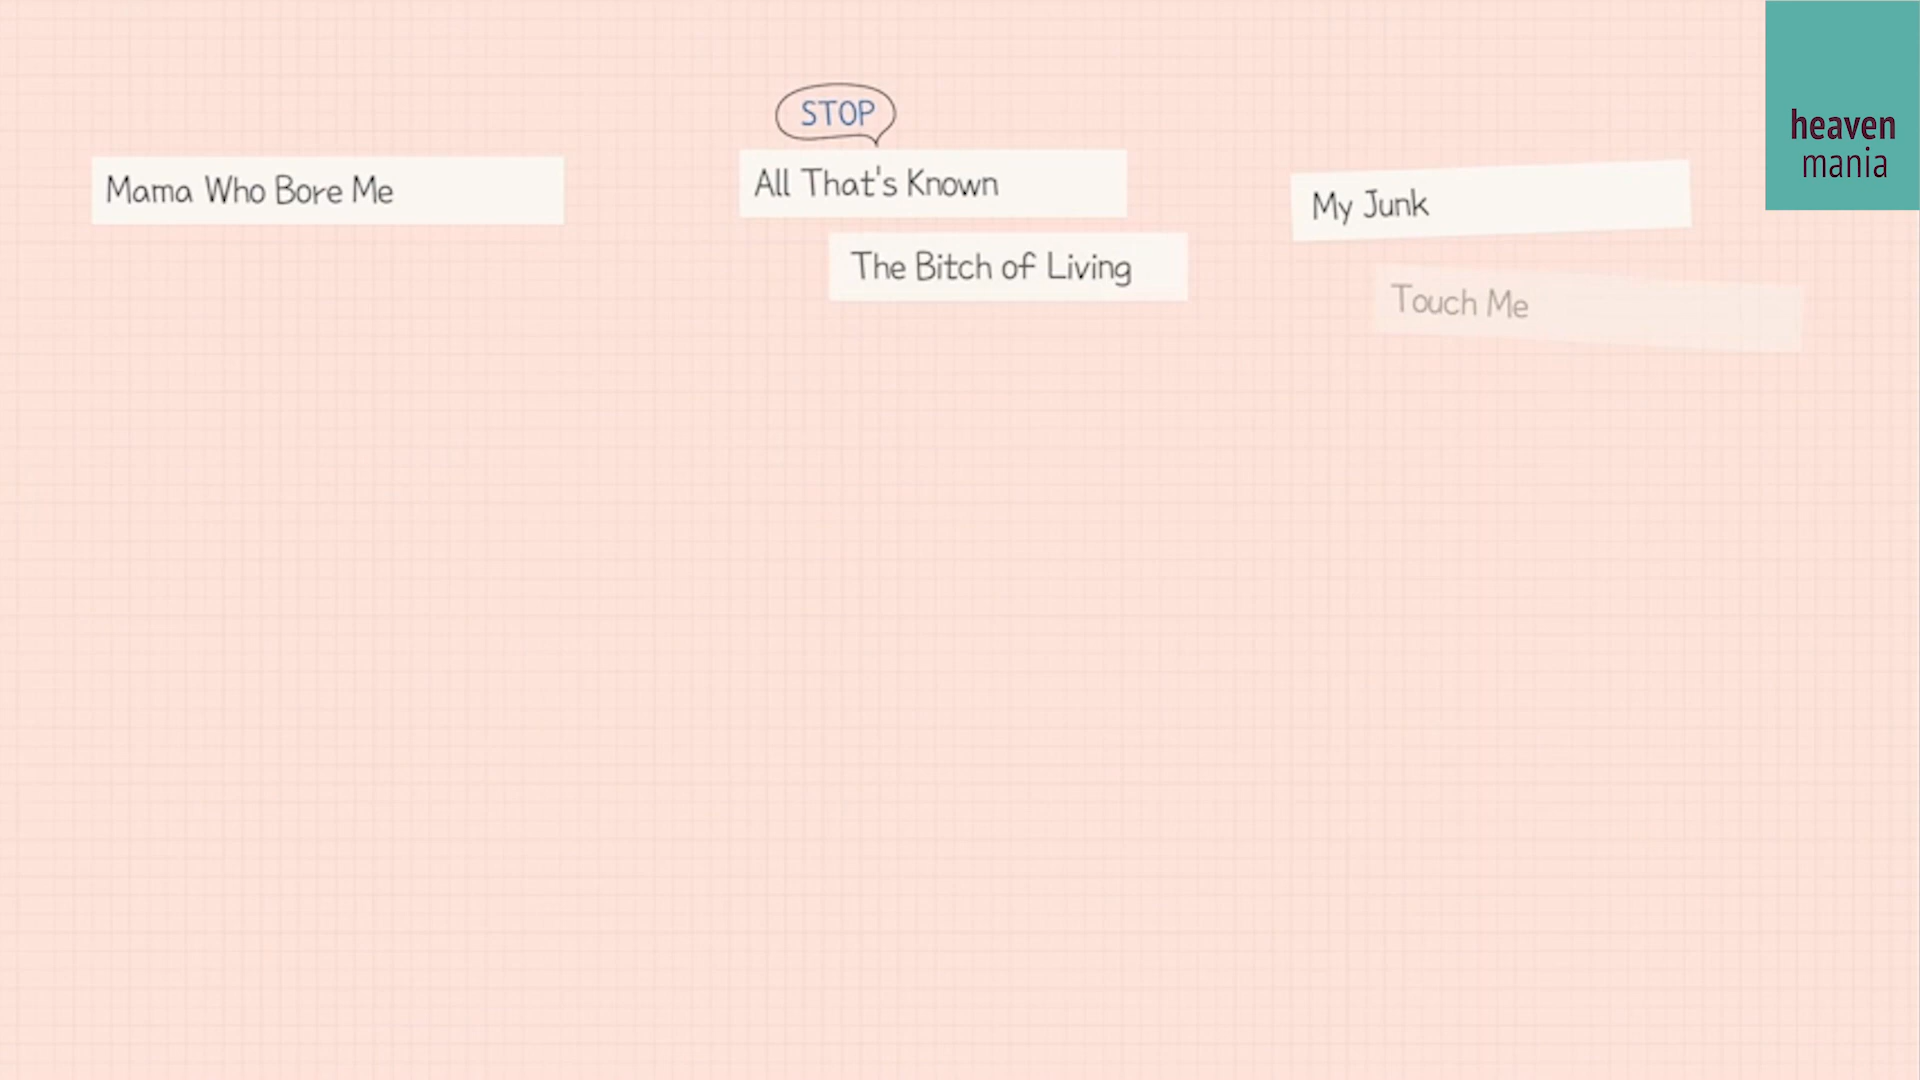 heaven
mania
STOP
Mama Who Bore Me
All That's Known
My Junk
The Bitch of Living
Touch Me